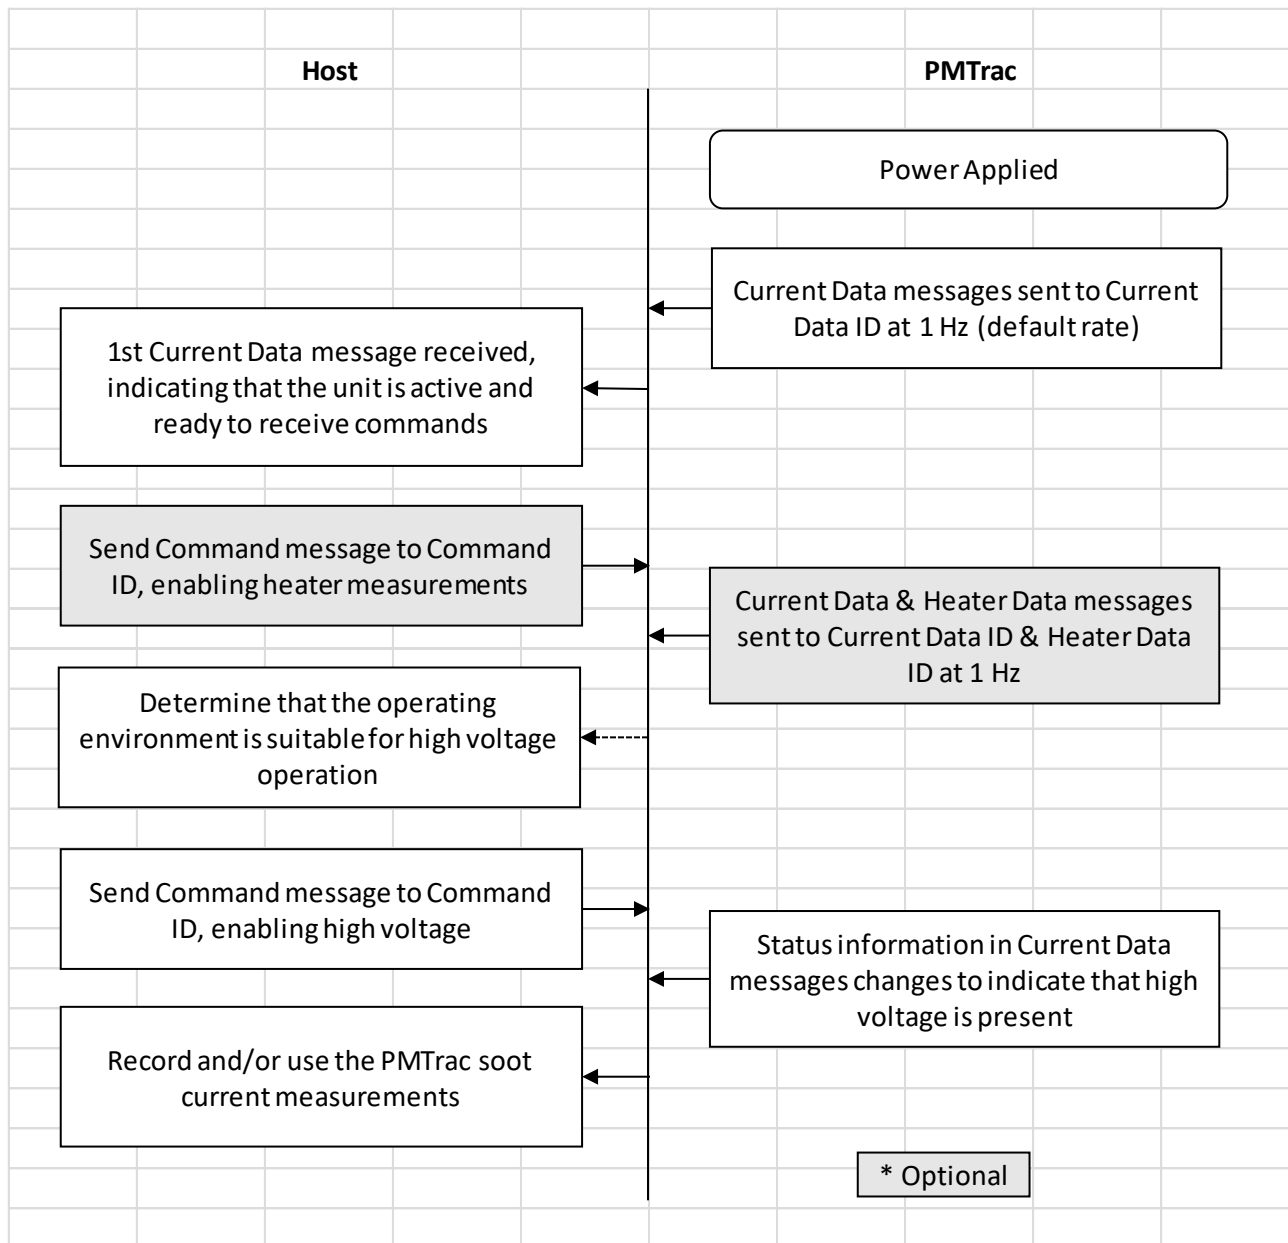 Host
PMTrac
Power Applied
Current Data messages sent to Current
Data ID at 1 Hz (default rate)
1st Current Data message received,
indicating that the unit is active and
ready to receive commands
Send Command message to Command
ID, enabling heater measurements
Current Data & Heater Data messages
sent to Current Data ID & Heater Data
ID at 1 Hz
Determine that the operating
environment is suitable for high voltage
operation
Send Command message to Command
ID, enabling high voltage
Status information in Current Data
messages changes to indicate that high
voltage is present
Record and/or use the PMTrac soot
current measurements
* Optional